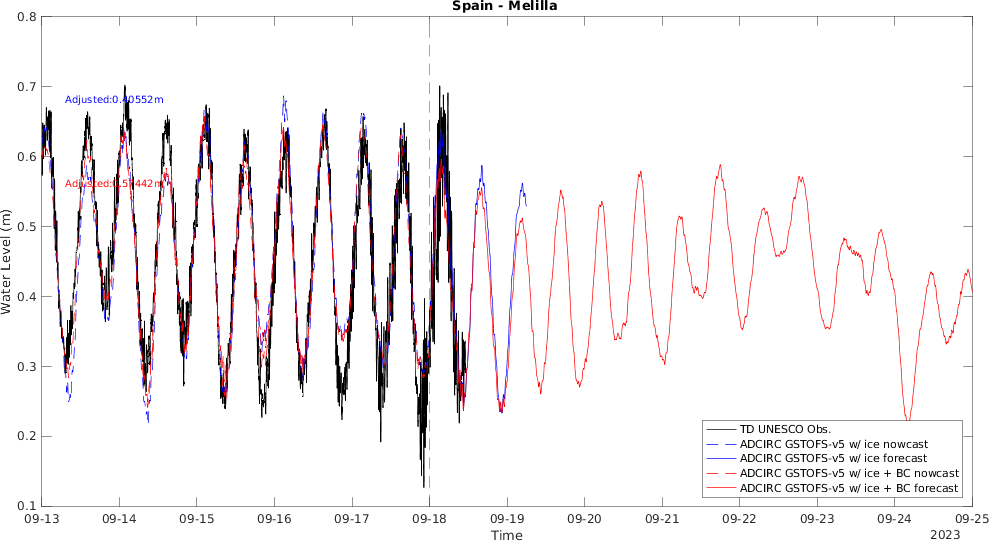 Spain - Melilla
0.8
0.7
0.6
0.5
0.4
0.3
0.2
0.1
Water Level (m)
Adjusted:0.40552m
Adjusted:0.57442m
TD UNESCO Obs.
ADCIRC GSTOFS-v5 w/ ice nowcast
ADCIRC GSTOFS-v5 w/ ice forecast
ADCIRC GSTOFS-v5 w/ ice + BC nowcast
ADCIRC GSTOFS-v5 w/ ice + BC forecast
09-13 09-14 09-15 09-16 09-17 09-18 09-19 09-20 09-21 09-22 09-23 09-24 09-25
Time
2023